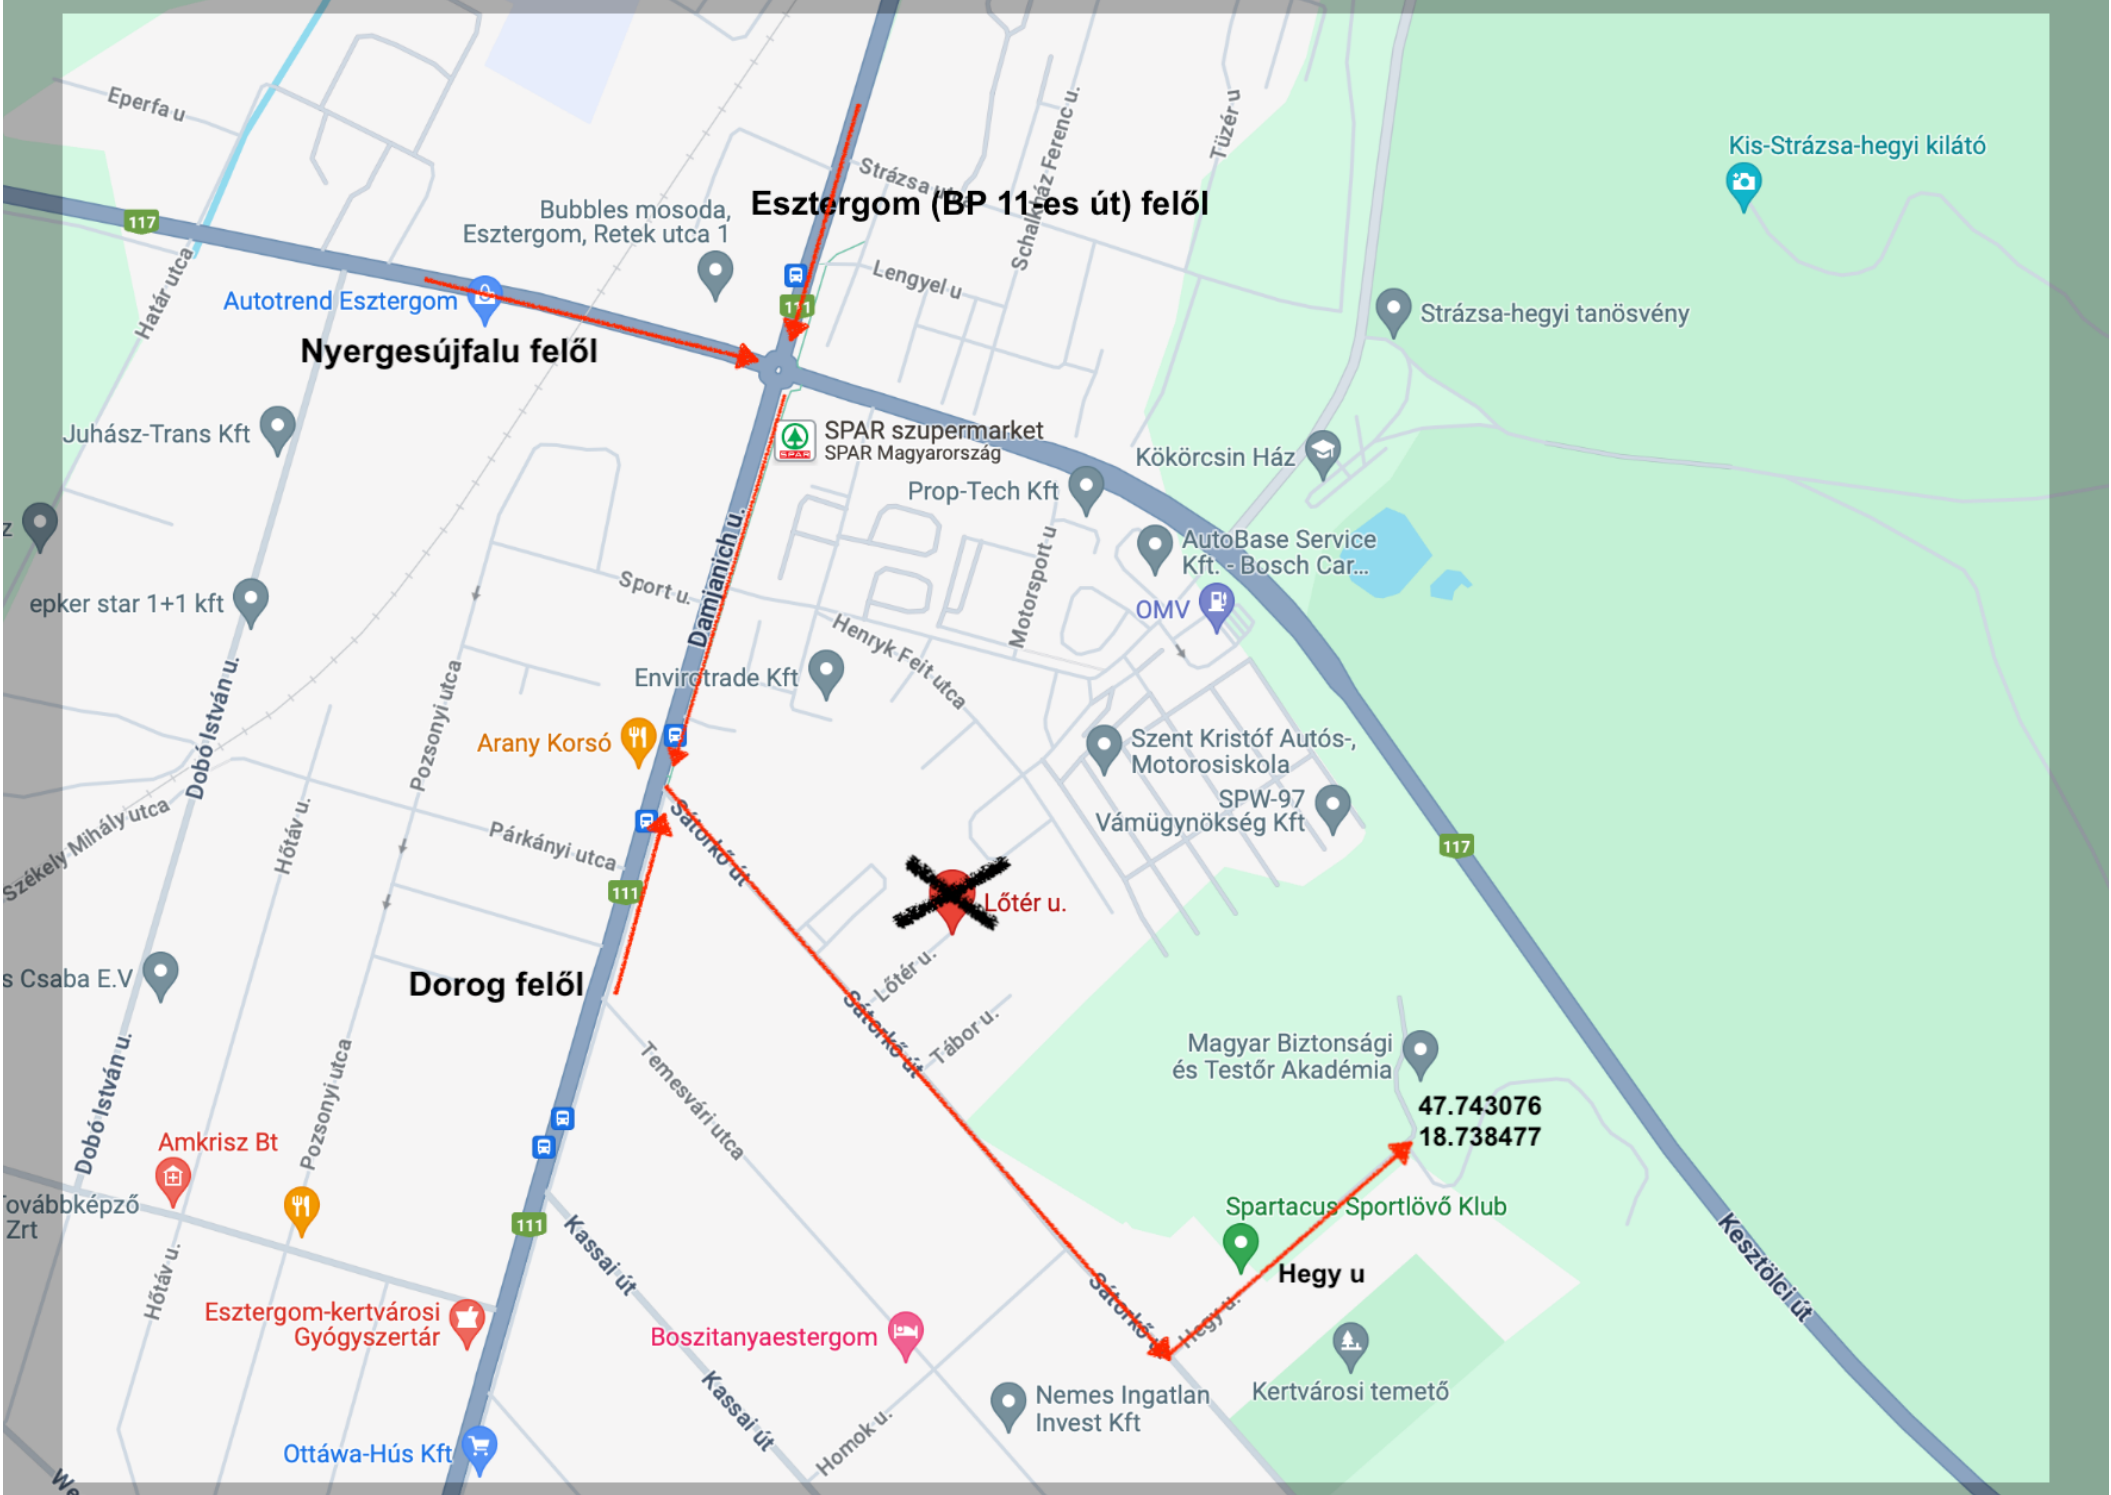 Eperfa u
117
Határ utca
Bubbles mosoda,
Esztergom, Retek utca 1
Esztergom (BP 11-es út) felől
Strázsa u
Schalkház Ferenc u.
Tüzér u
Lengyel u
111
Kis-Strázsa-hegyi kilátó
Strázsa-hegyi tanösvény
Autotrend Esztergom
Nyergesújfalu felől
Juhász-Trans Kft
SPAR
SPAR szupermarket
SPAR Magyarország
Kökörcsin Ház
Prop-Tech Kft
z
AutoBase Service
Kft. - Bosch Car...
Damjanich u.
Motorsport u
Sport u.
OMV
epker star 1+1 kft
Henryk Feit utca
Envirotrade Kft
Dobó István u.
Pozsonyi utca
Arany Korsó
Szent Kristóf Autós-,
Motorosiskola
SPW-97
Vámügynökség Kft
Székely Mihály utca
Hőtáv u.
Párkányi utca
Sátorkő út
117
111
Lőtér u.
s Csaba E.V
Dorog felől
Lőtér u.
Sátorkő út
Tábor u.
Temesvári utca
Magyar Biztonsági
és Testőr Akadémia
47.743076
18.738477
Dobó István u.
Pozsonyi utca
Amkrisz Bt
ovábbképző
Zrt
111
Kassai út
Spartacus Sportlövő Klub
Hegy u
Hegy u.
Sátorkő
Kesztölci út
Hőtáv u.
Esztergom-kertvárosi
Gyógyszertár
Boszitanyaestergom
Kertvárosi temető
Nemes Ingatlan
Invest Kft
Kassai út
Homok u.
Ottáwa-Hús Kft
We